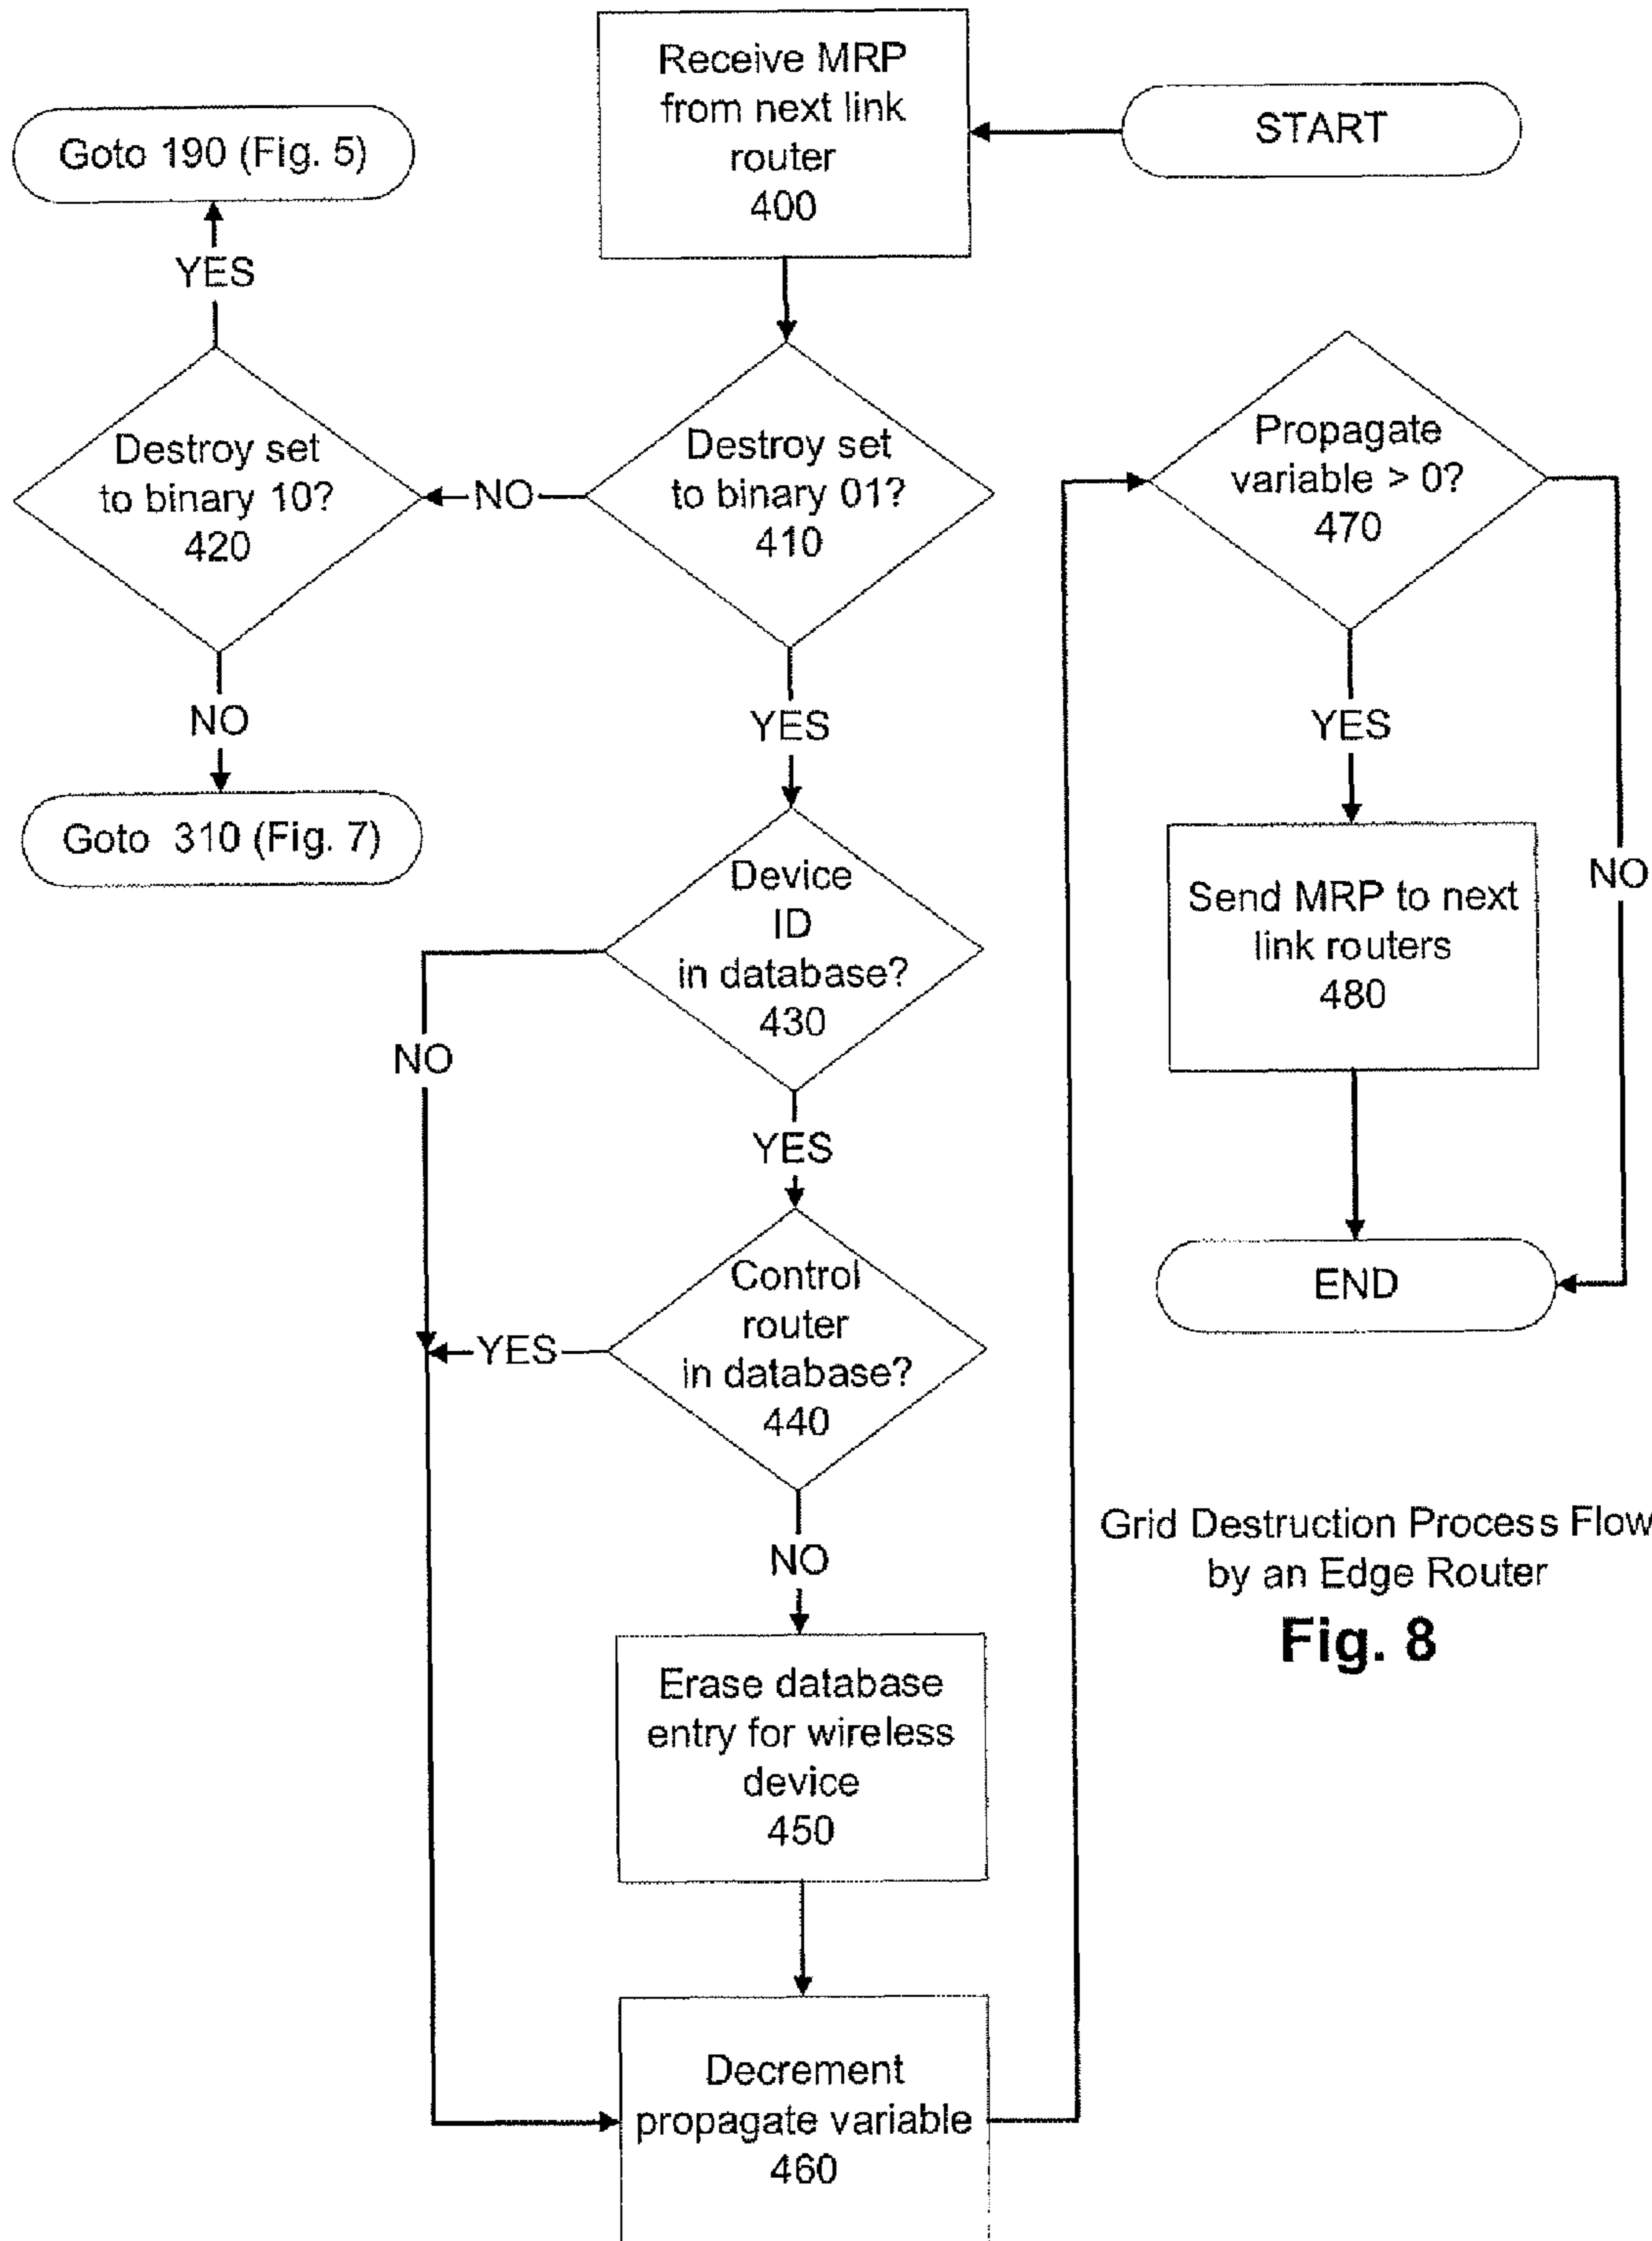 Receive MRP
from next link
router
400
START
Goto 190 (Fig. 5)
YES
Destroy set
to binary 10?
420
NO
Destroy set
to binary 01?
410
Propagate
variable > 0?
470
NO
Goto 310 (Fig. 7)
YES
YES
Device
ID
in database?
430
Send MRP to next
link routers
480
NO
NO
YES
Control
router
in database?
440
YES
END
NO
Grid Destruction Process Flow
by an Edge Router
Fig. 8
Erase database
entry for wireless
device
450
Decrement
propagate variable
460